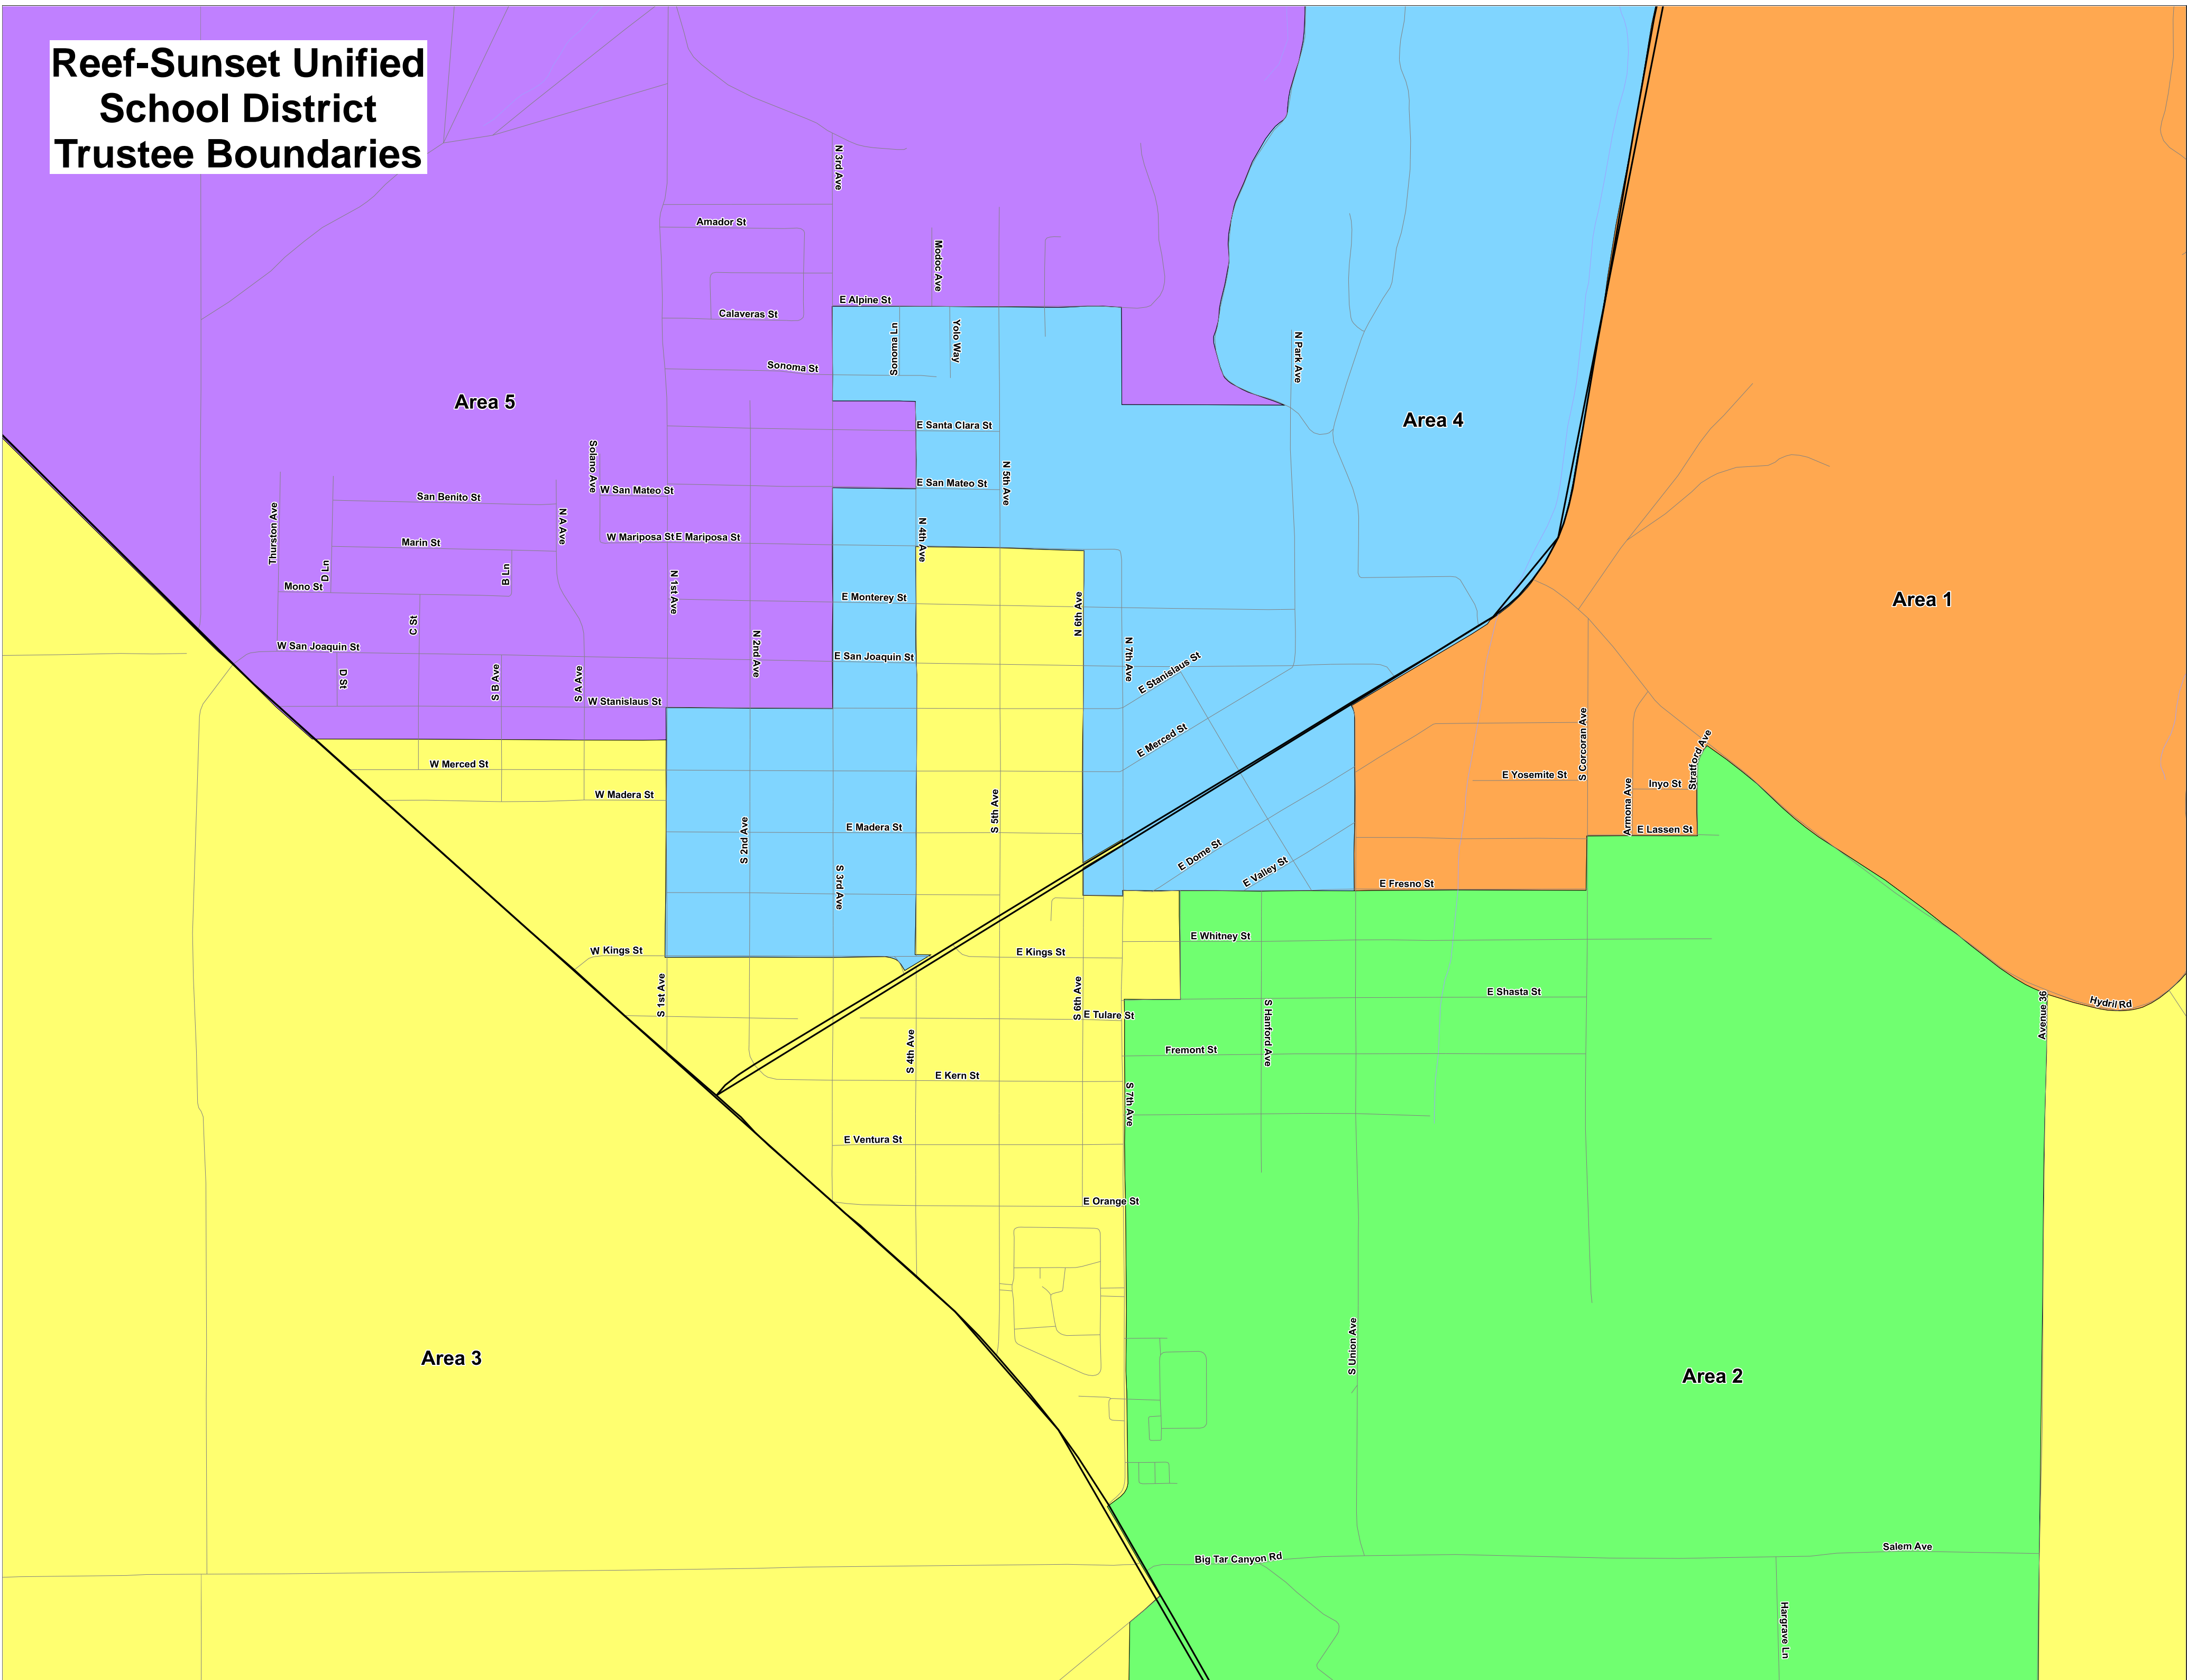 Reef-Sunset Unified
School District
Trustee Boundaries
N 3rd Ave
Amador St
Modoc Ave
E Alpine St
Calaveras St
Sonoma Ln
Yolo Way
N Park Ave
Sonoma St
Area 5
Area 4
E Santa Clara St
Solano Ave
N 5th Ave
E San Mateo St
W San Mateo St
San Benito St
Thurston Ave
N A Ave
N 4th Ave
W Mariposa St
E Mariposa St
Marin St
D Ln
B Ln
Mono St
N 1st Ave
E Monterey St
N 6th Ave
Area 1
C St
W San Joaquin St
N 2nd Ave
E San Joaquin St
N 7th Ave
E Stanislaus St
D St
S B Ave
S A Ave
W Stanislaus St
E Merced St
S Corcoran Ave
Stratford Ave
W Merced St
E Yosemite St
Inyo St
W Madera St
Armona Ave
S 5th Ave
E Madera St
S 2nd Ave
E Lassen St
E Dome St
E Valley St
S 3rd Ave
E Fresno St
E Whitney St
W Kings St
E Kings St
S 1st Ave
S 6th Ave
E Shasta St
Hydril Rd
Avenue 36
E Tulare St
S Hanford Ave
S 4th Ave
Fremont St
E Kern St
S 7th Ave
E Ventura St
E Orange St
S Union Ave
Area 3
Area 2
Salem Ave
Big Tar Canyon Rd
Hargrave Ln